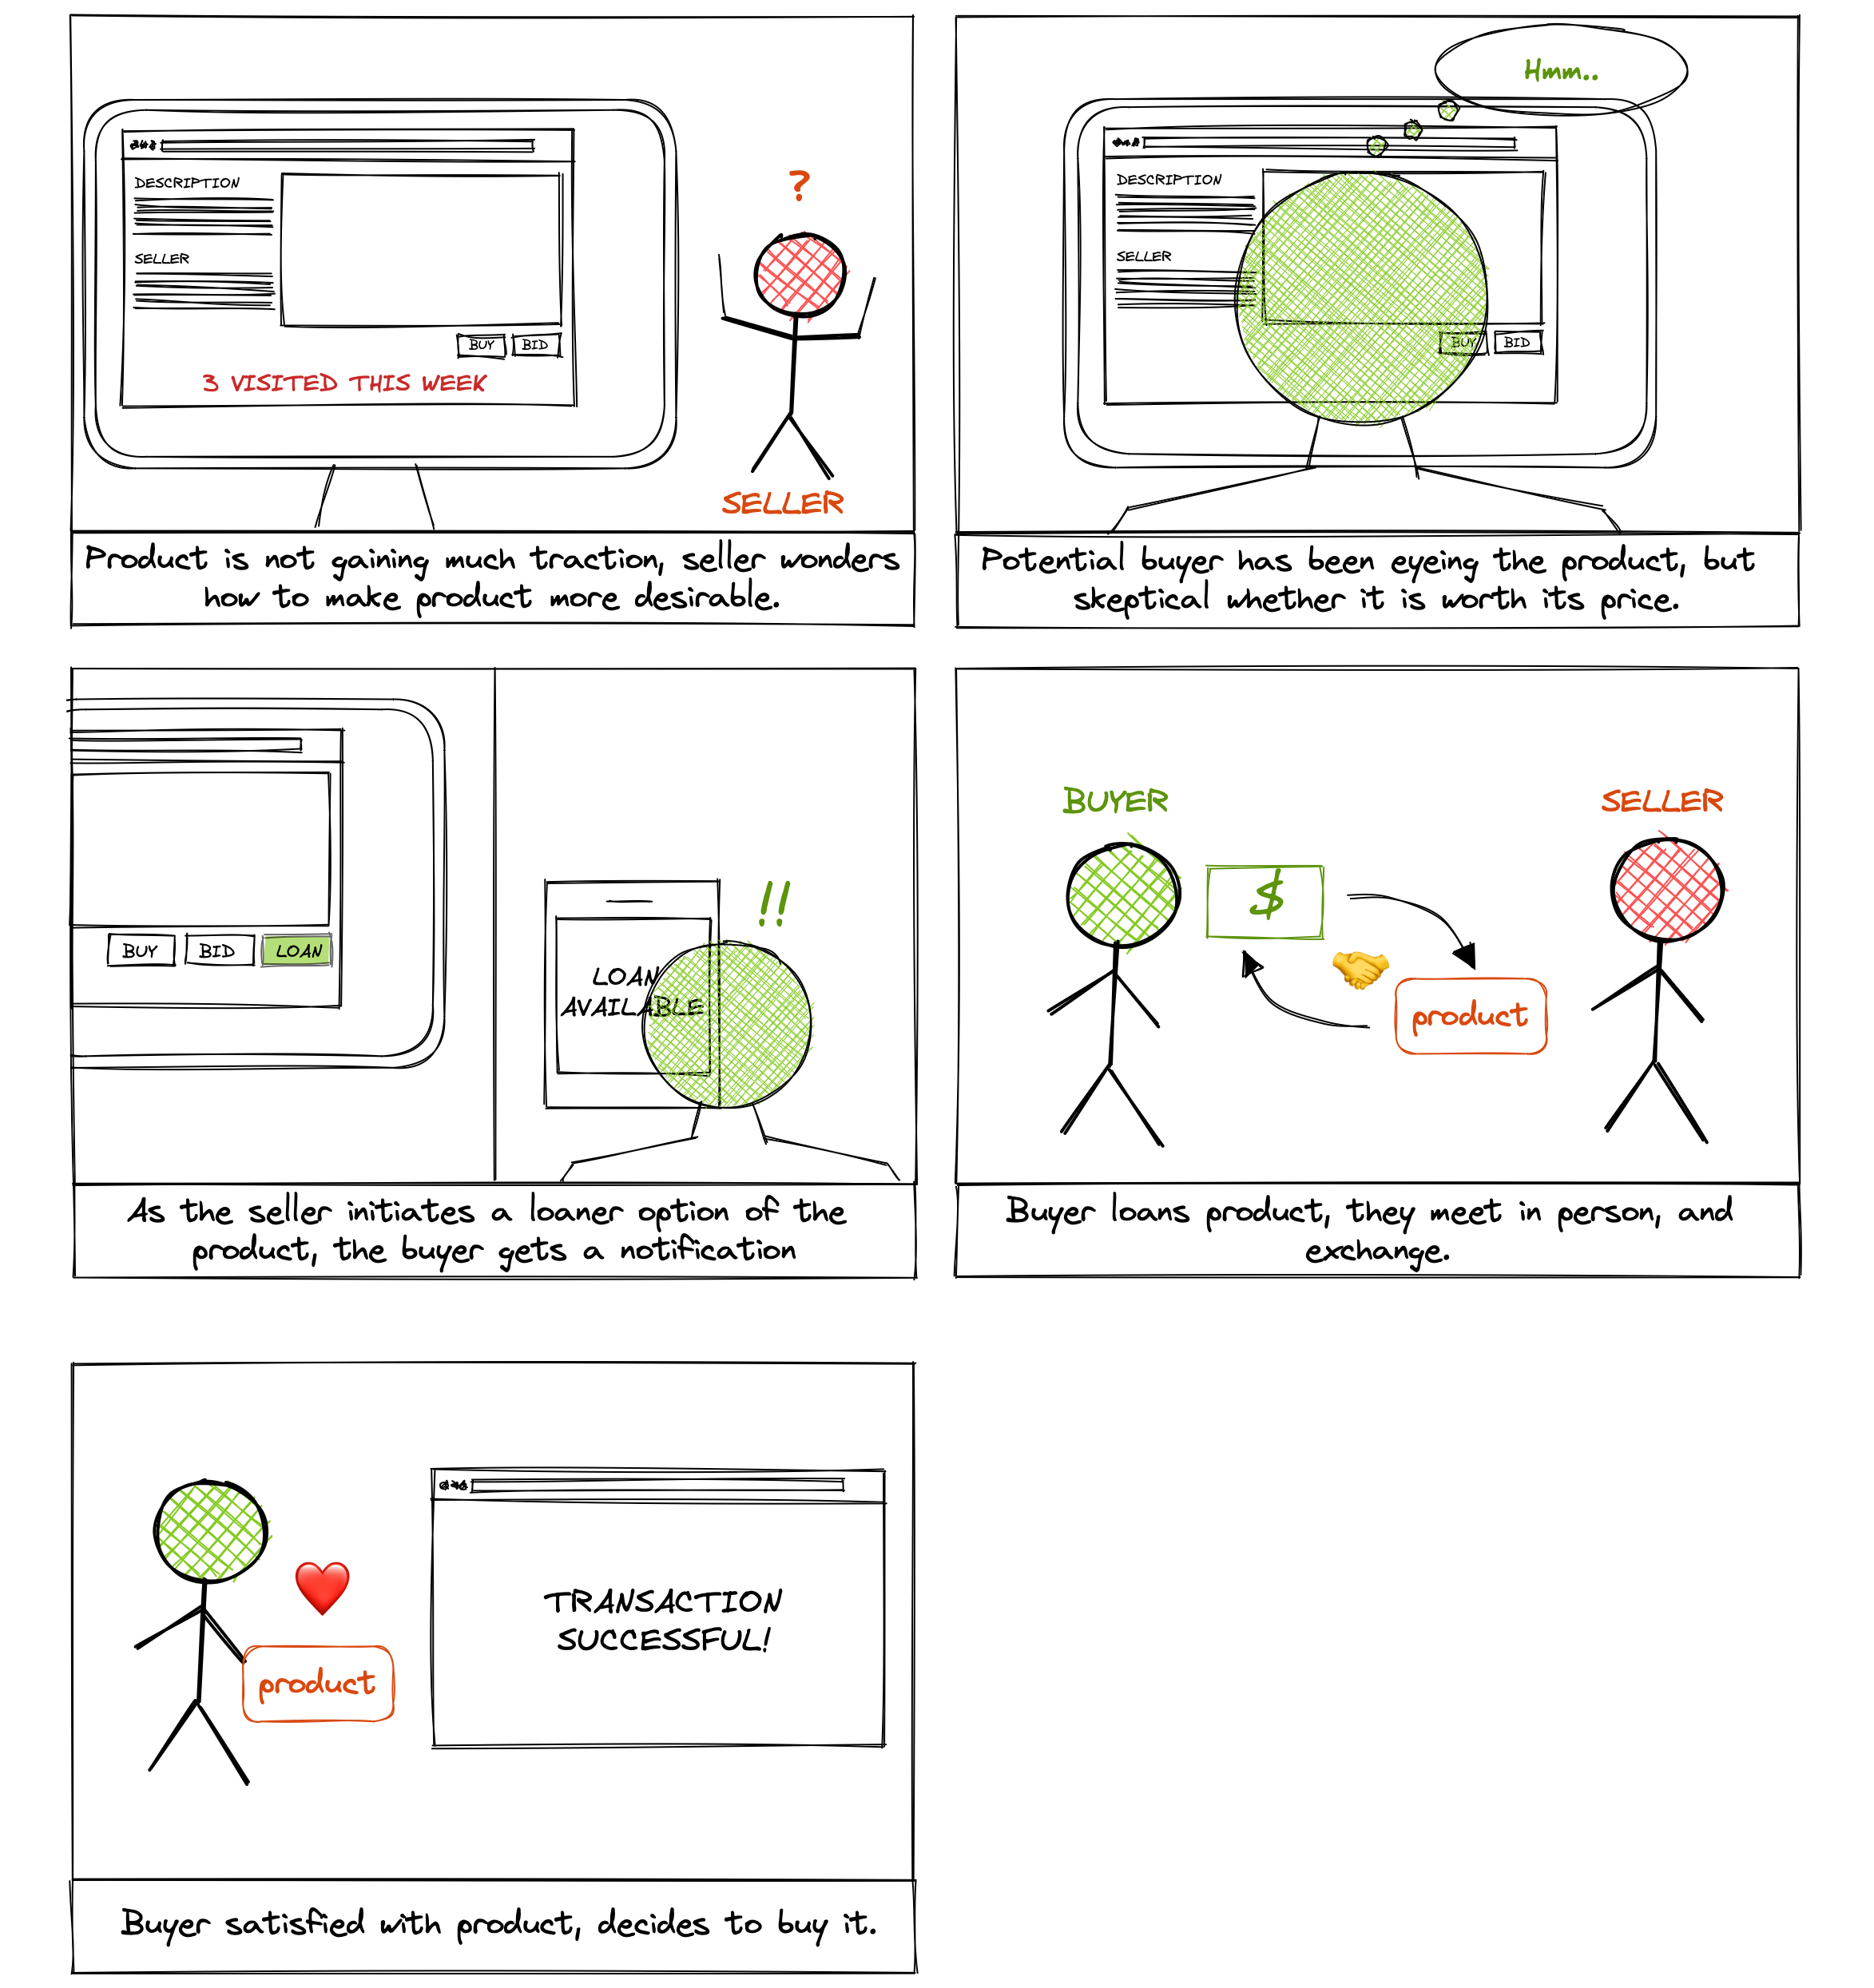 DESCRIPTION
SELLER
BUY
BID
3 VISITED THIS WEEK
?
SELLER
Product is not gaining much traction, seller wonders
how to make product more desirable.
Hmm..
DESCRIPTION
SELLER
BUY
BID
Potential buyer has been eyeing the product, but
skeptical whether it is worth its price.
BUY
BID
LOAN
!!
LOAN
AVAILABLE
As the seller initiates a loaner option of the
product, the buyer gets a notification
BUYER
SELLER
$
product
Buyer loans product, they meet in person, and
exchange.
product
TRANSACTION
SUCCESSFUL!
Buyer satisfied with product, decides to buy it.